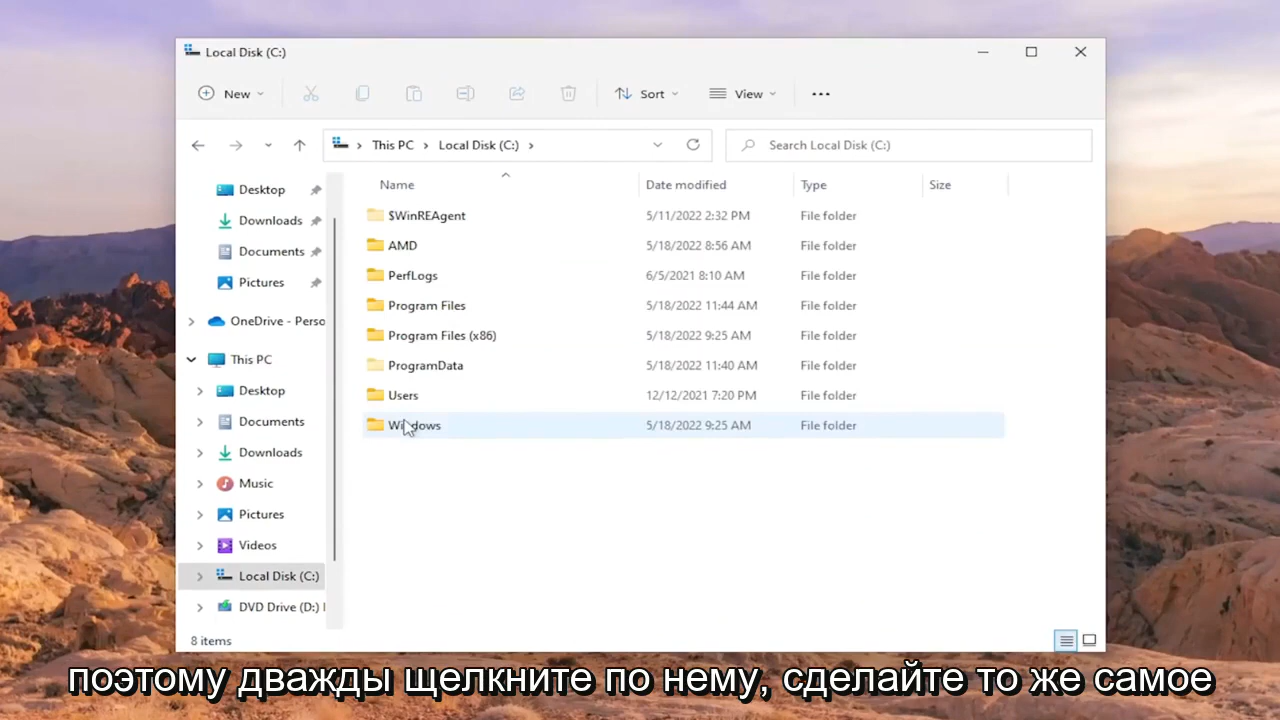 Local Disk (C:)
New
Sort
View
This PC
Local Disk (C:)
Search Local Disk (C:)
Name
Date modified
Type
Size
Desktop
Downloads
Documents
Pictures
OneDrive - Perso
This PC
Desktop
Documents
Downloads
Music
Pictures
Videos
Local Disk (C:)
DVD Drive (D:)
$WinREAgent 5/11/2022 2:32 PM File folder
AMD 5/18/2022 8:56 AM File folder
PerfLogs 6/5/2021 8:10 AM File folder
Program Files 5/18/2022 11:44 AM File folder
Program Files (x86) 5/18/2022 9:25 AM File folder
ProgramData 5/18/2022 11:40 AM File folder
Users 12/12/2021 7:20 PM File folder
Windows 5/18/2022 9:25 AM File folder
8 items
поэтому дважды щелкните по нему, сделайте то же самое